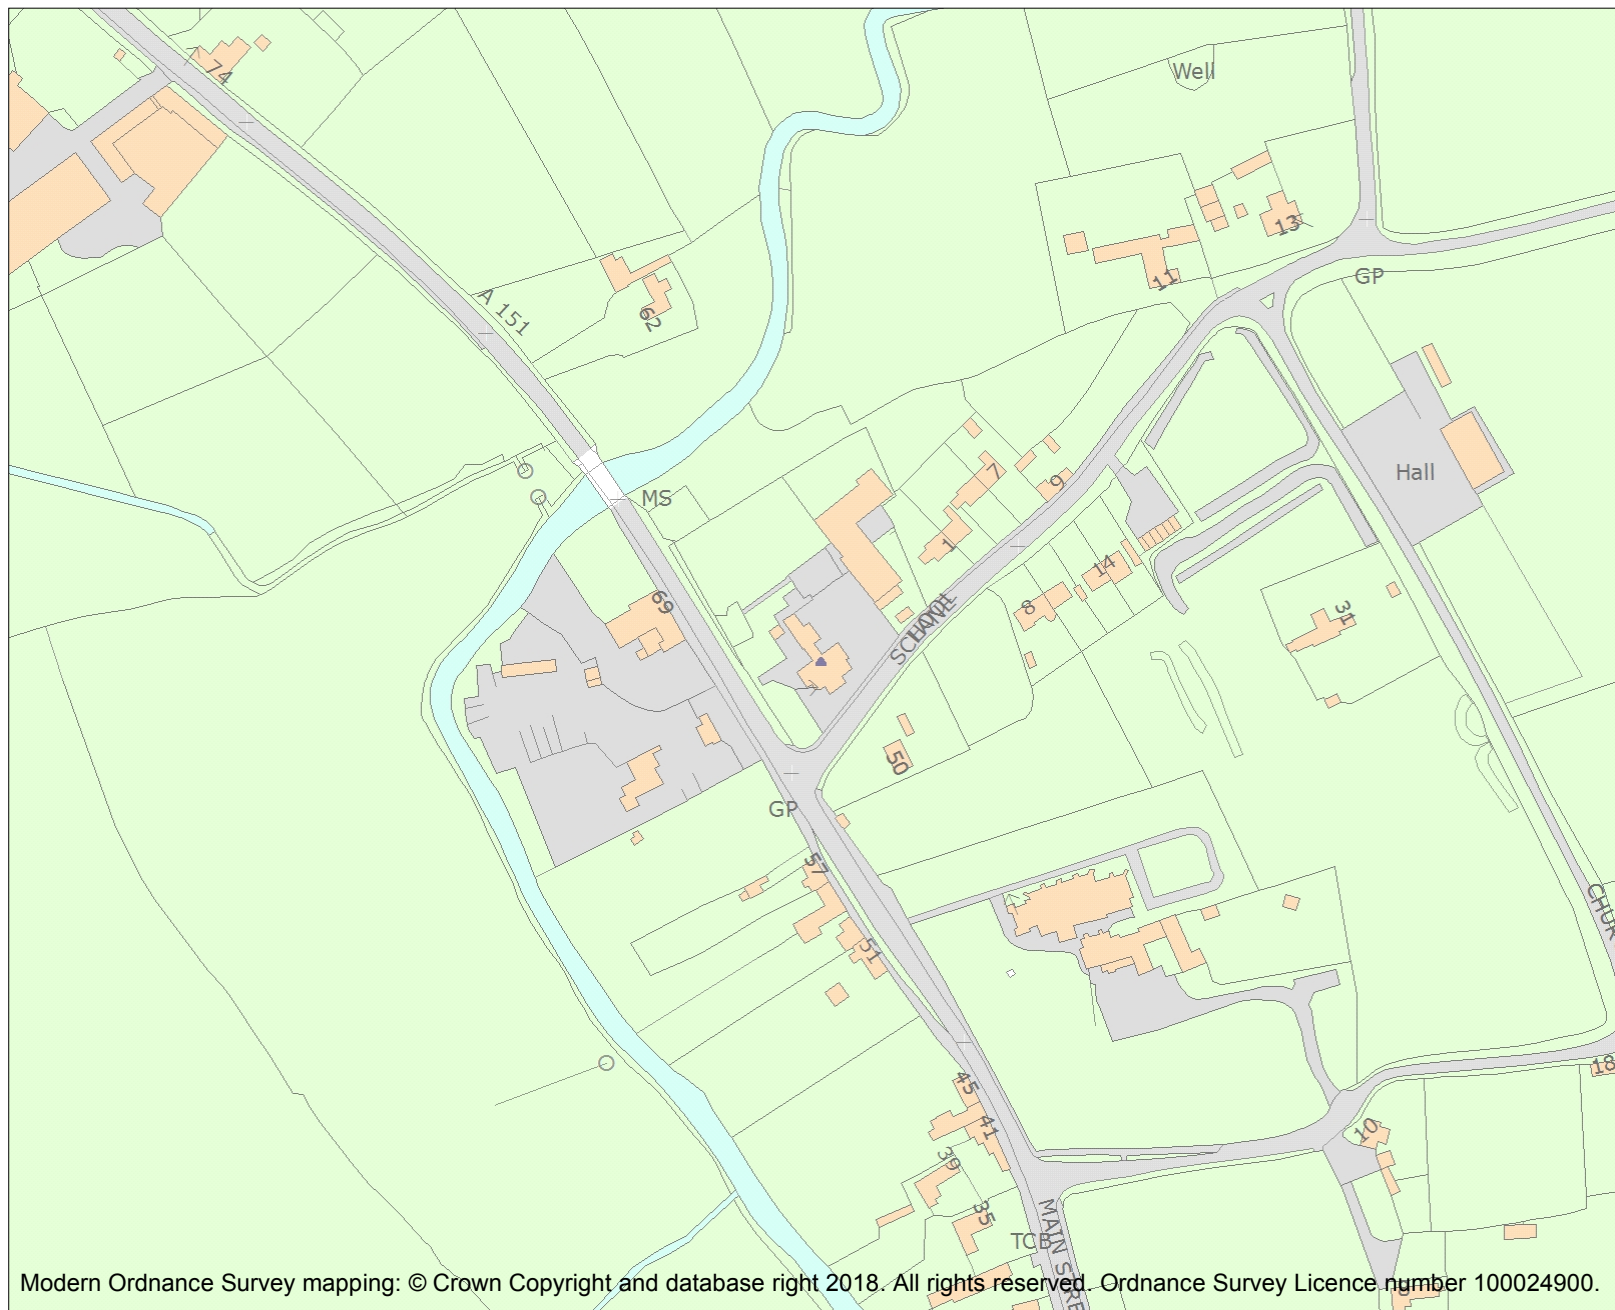 74
Well
13
A 151
GP
11
62
Hall
MS
7
9
1
14
8
69
31
SCHOOL LANE
50
GP
57
51
CHUR
45
18
41
10
39
35
MAIN STRE
TCB
Modern Ordnance Survey mapping: © Crown Copyright and database right 2018. All rights reserved. Ordnance Survey Licence number 100024900.